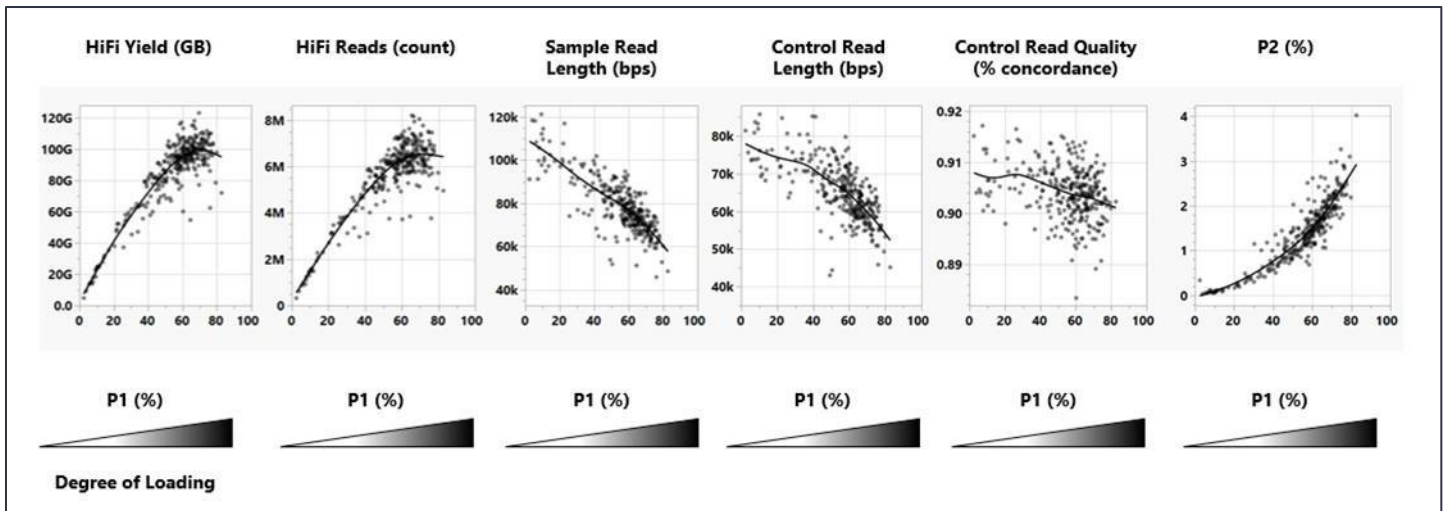 HiFi Yield (GB)
HiFi Reads (count)
Sample Read
Length (bps)
Control Read
Length (bps)
Control Read Quality
(% concordance)
P2 (%)
120G
100G
80G
60G
40G
20G
0.0
0 20 40 60 80 100
8M
6M
4M
2M
0
0 20 40 60 80 100
120k
100k
80k
60k
40k
0 20 40 60 80 100
80k
70k
60k
50k
40k
0 20 40 60 80 100
0.92
0.91
0.90
0.89
0 20 40 60 80 100
4
3
2
1
0
0 20 40 60 80 100
P1 (%)
P1 (%)
P1 (%)
P1 (%)
P1 (%)
P1 (%)
Degree of Loading